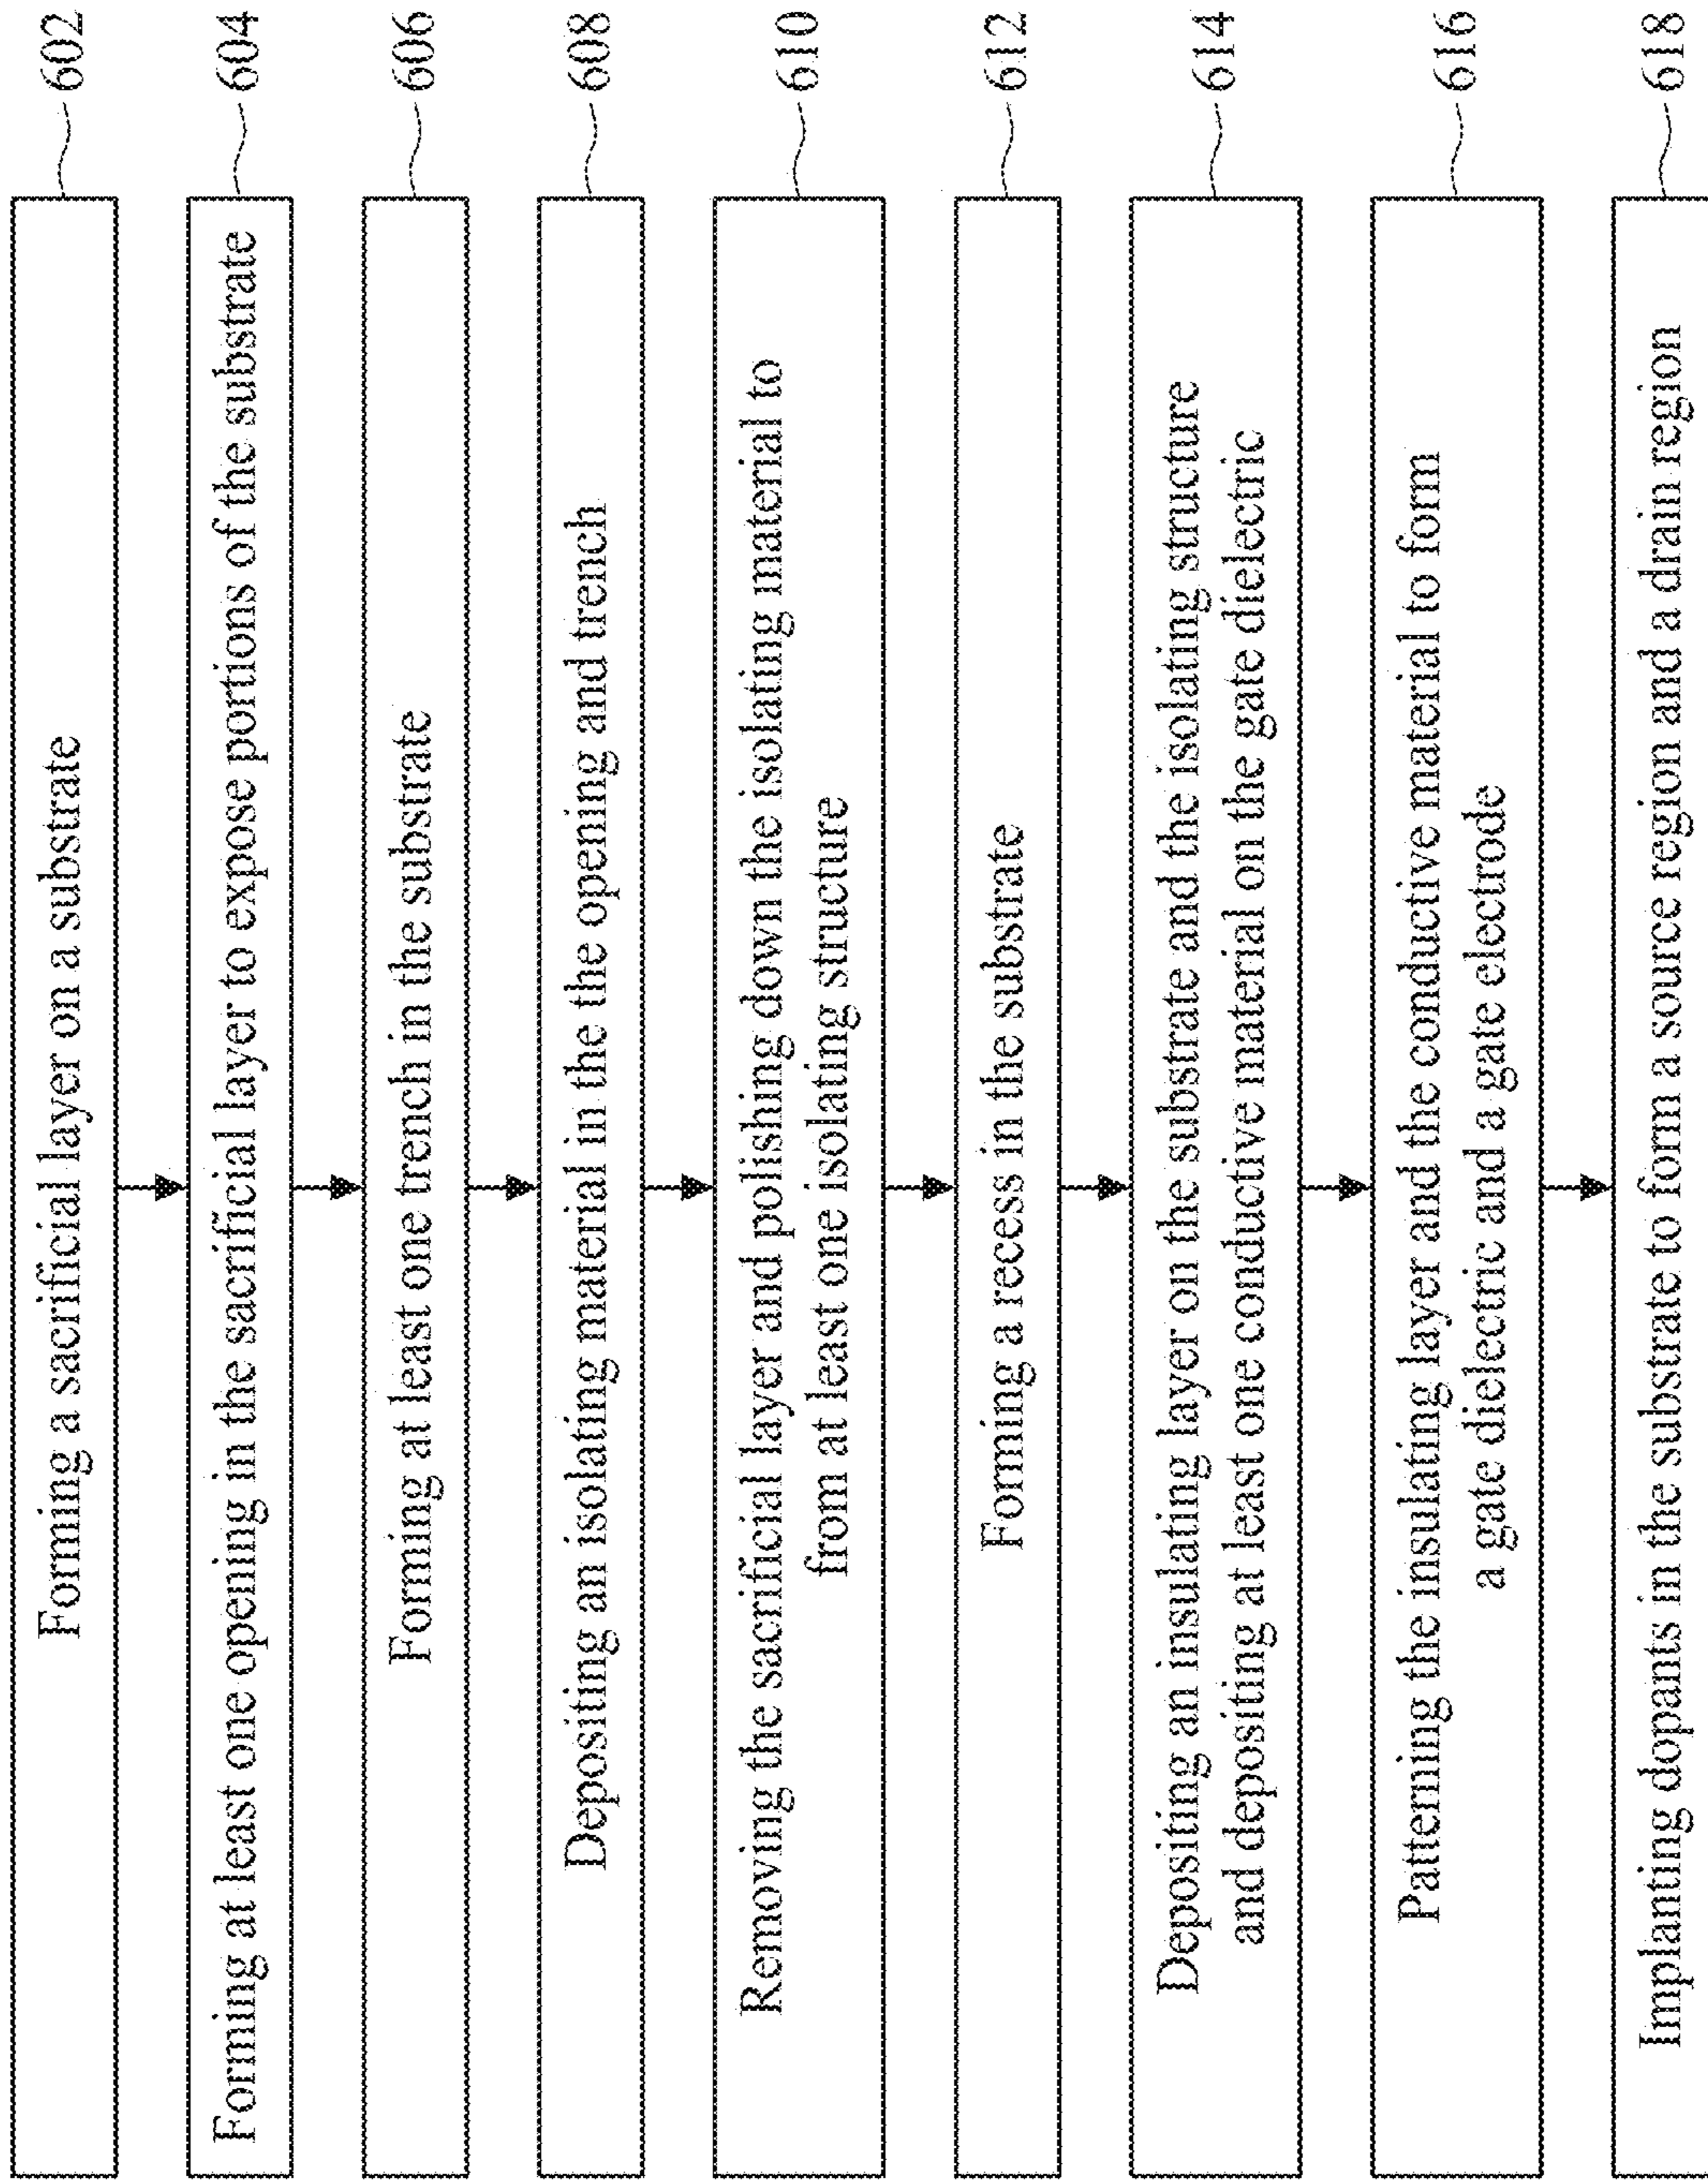 Forming a sacrificial layer on a substrate
602
Forming at least one opening in the sacrificial layer to expose portions of the substrate
604
Forming at least one trench in the substrate
606
Depositing an isolating material in the the opening and trench
608
Removing the sacrificial layer and polishing down the isolating material to
from at least one isolating structure
610
Forming a recess in the substrate
612
Depositing an insulating layer on the substrate and the isolating structure
and depositing at least one conductive material on the gate dielectric
614
Patterning the insulating layer and the conductive material to form
a gate dielectric and a gate electrode
616
Implanting dopants in the substrate to form a source region and a drain region
618